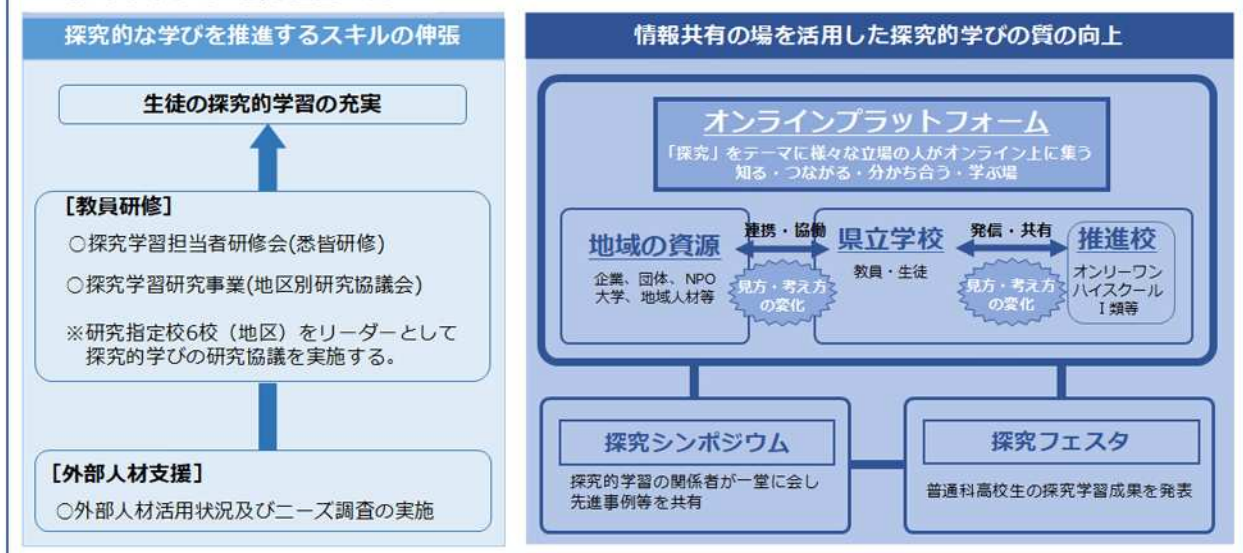 探究的な学びを推進するスキルの伸張
生徒の探究的学習の充実
［教員研修］
○探究学習担当者研修会(悉皆研修)
○探究学習研究事業(地区別研究協議会)
※研究指定校6校（地区）をリーダーとして
探究的学びの研究協議を実施する。
［外部人材支援］
○外部人材活用状況及びニーズ調査の実施
情報共有の場を活用した探究的学びの質の向上
オンラインプラットフォーム
「探究」をテーマに様々な立場の人がオンライン上に集う
知る・つながる・分かち合う・学ぶ場
地域の資源
企業、団体、NPO
大学、地域人材等
連携・協働
見方・考え方
の変化
県立学校
教員・生徒
発信・共有
見方・考え方
の変化
推進校
オンリーワン
ハイスクール
Ⅰ類等
探究シンポジウム
探究的学習の関係者が一堂に会し
先進事例等を共有
探究フェスタ
普通科高校生の探究学習成果を発表